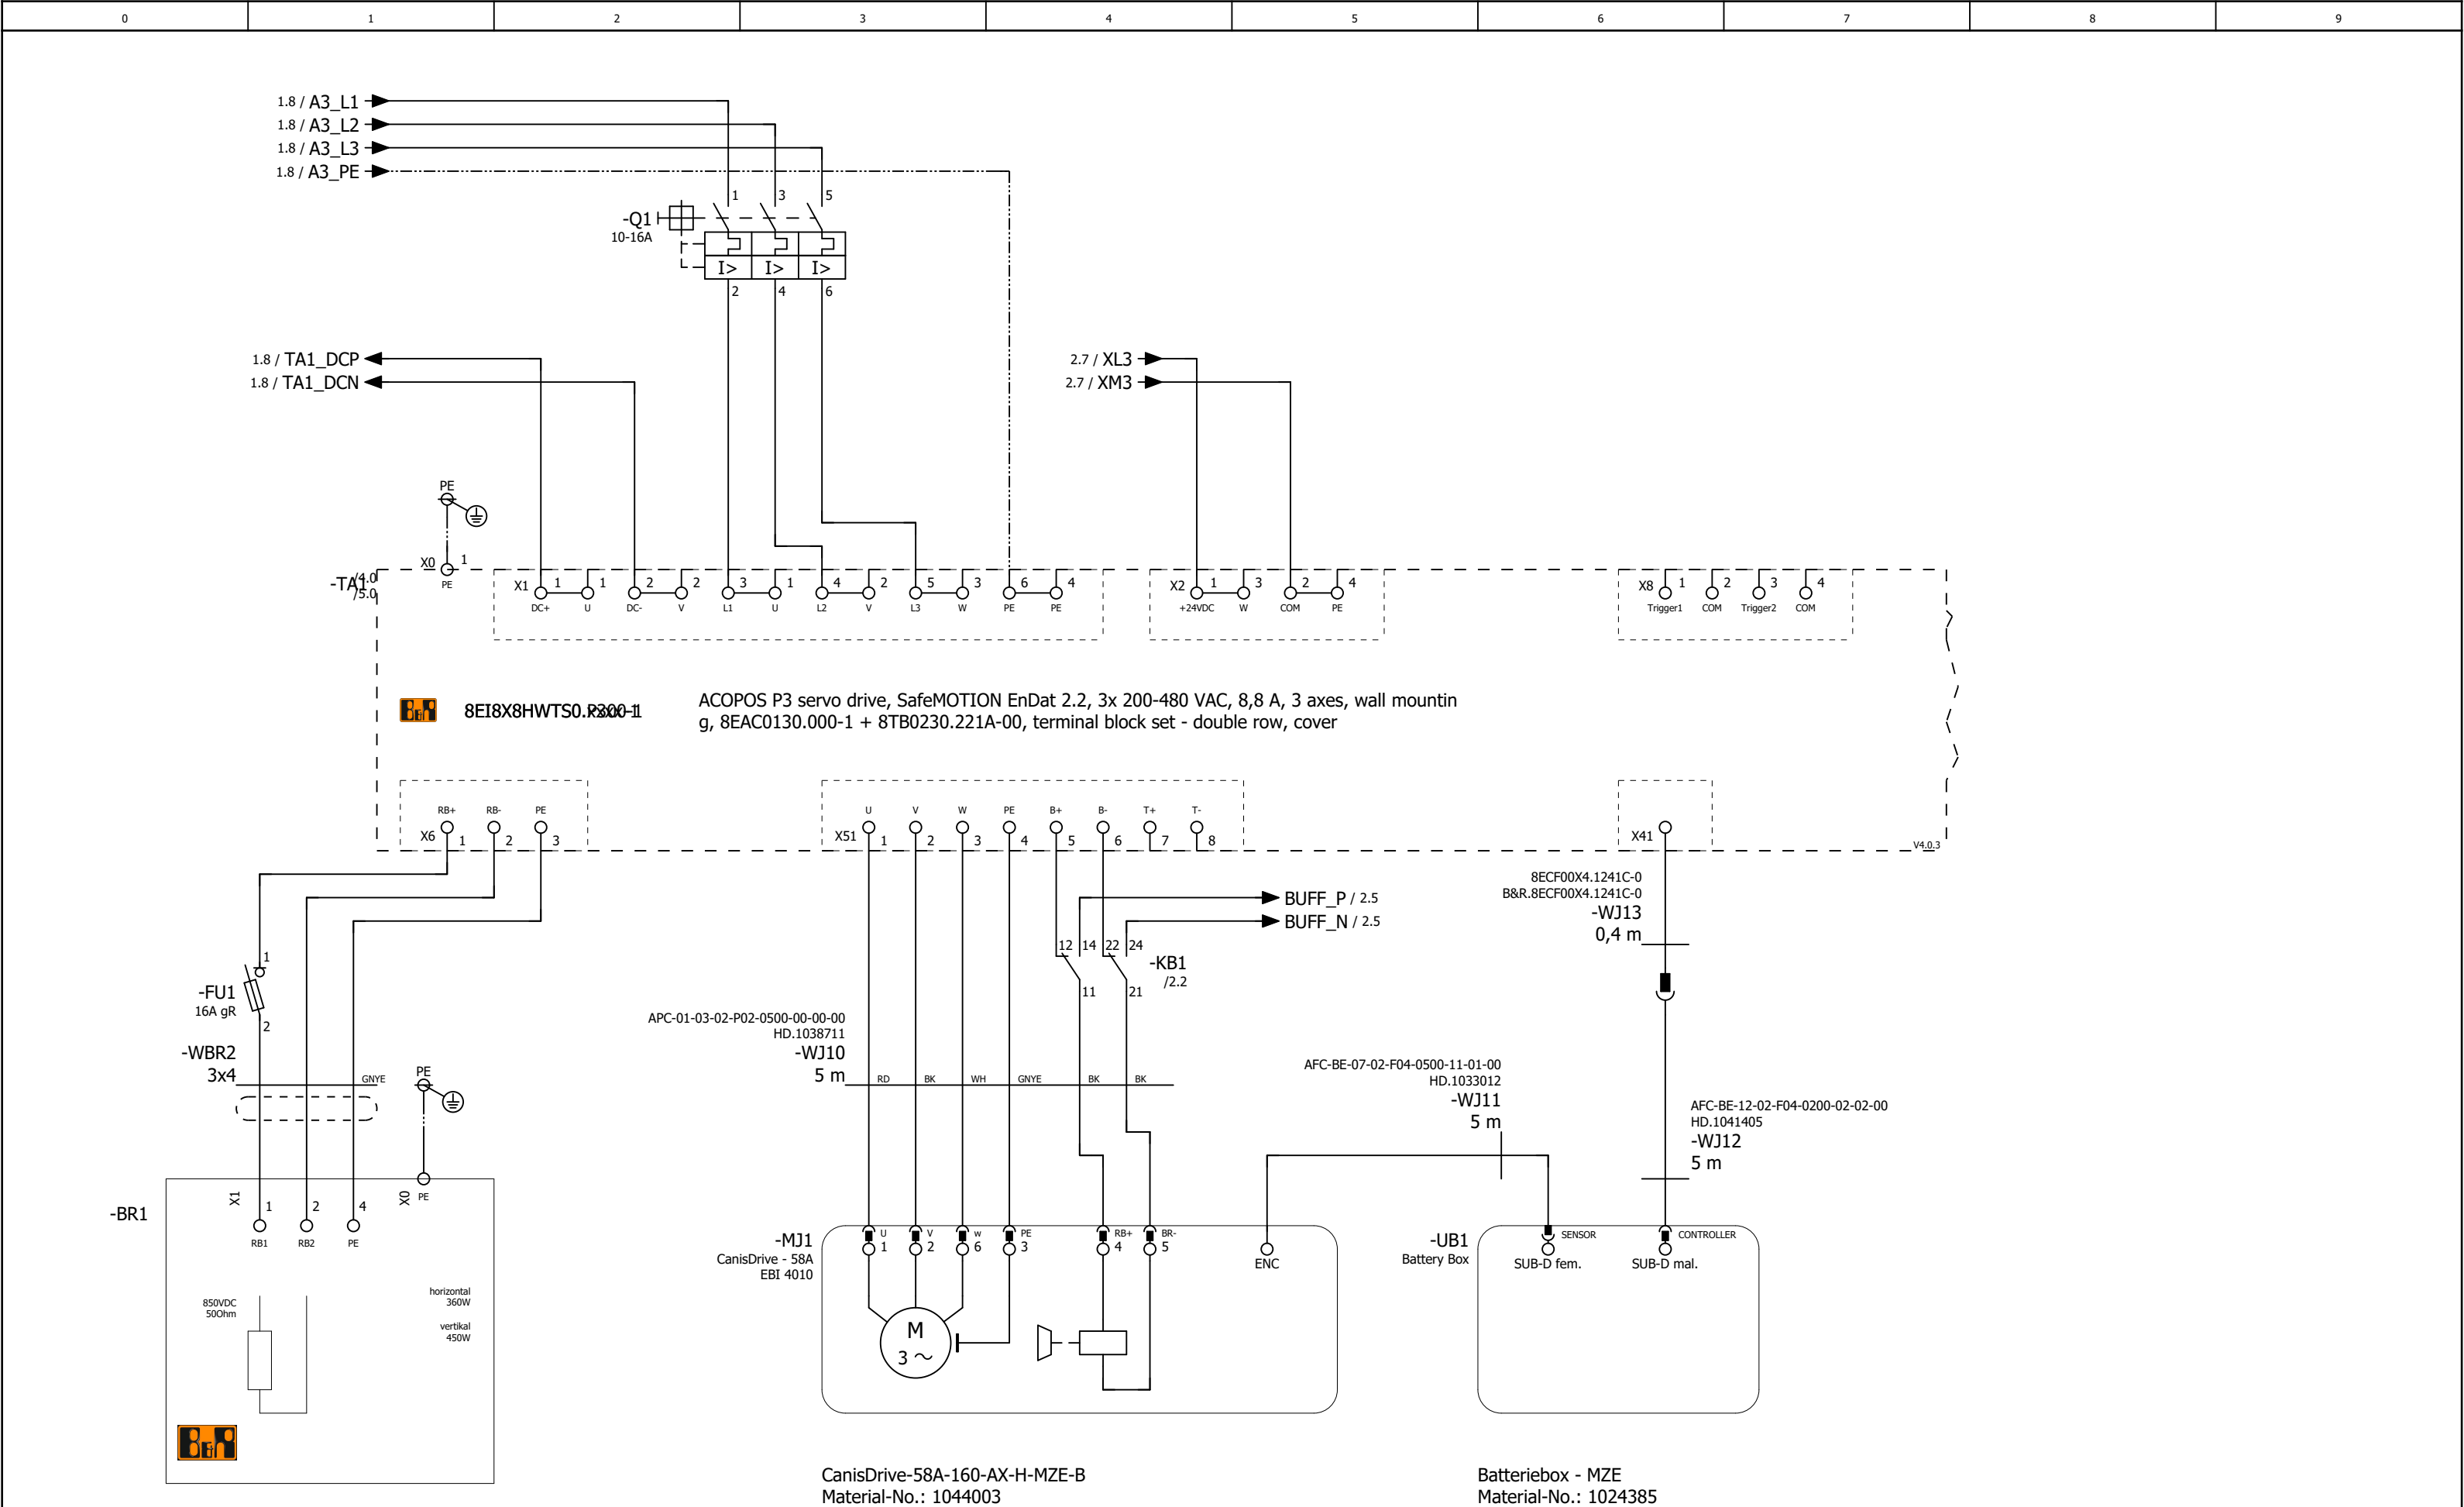 0 1 2 3 4 5 6 7 8 9
1.8 / A3_L1
1.8 / A3_L2
1.8 / A3_L3
1.8 / A3_PE
1 3 5
-Q1
10-16A
I> I> I>
2 4 6
1.8 / TA1_DCP
1.8 / TA1_DCN
2.7 / XL3
2.7 / XM3
PE
X0 1
PE
-TA1
/4.0
/5.0
X1 1 1 2 2 3 1 4 2 5 3 6 4
DC+ U DC- V L1 U L2 V L3 W PE PE
X2 1 3 2 4
+24VDC W COM PE
X8 1 2 3 4
Trigger1 COM Trigger2 COM
B&R
8EI8X8HWTS0.
ACOPOS P3 servo drive, SafeMOTION EnDat 2.2, 3x 200-480 VAC, 8,8 A, 3 axes, wall mountin
g, 8EAC0130.000-1 + 8TB0230.221A-00, terminal block set - double row, cover
RB+ RB- PE
X6 1 2 3
U V W PE B+ B- T+ T-
X51 1 2 3 4 5 6 7 8
X41
V4.0.3
BUFF_P / 2.5
BUFF_N / 2.5
8ECF00X4.1241C-0
B&R.8ECF00X4.1241C-0
-WJ13
0,4 m
12 14 22 24
-KB1
/2.2
11 21
1
-FU1
16A gR
2
-WBR2
3x4
GNYE
PE
APC-01-03-02-P02-0500-00-00-00
HD.1038711
-WJ10
5 m
RD BK WH GNYE BK BK
AFC-BE-07-02-F04-0500-11-01-00
HD.1033012
-WJ11
5 m
AFC-BE-12-02-F04-0200-02-02-00
HD.1041405
-WJ12
5 m
-BR1
X1 1 2 4
RB1 RB2 PE
X0 PE
850VDC
50Ohm
horizontal
360W
vertikal
450W
B&R
-MJ1
CanisDrive - 58A
EBI 4010
U V w PE RB+ BR-
1 2 6 3 4 5
ENC
M
3 ~
-UB1
Battery Box
SENSOR
SUB-D fem.
CONTROLLER
SUB-D mal.
CanisDrive-58A-160-AX-H-MZE-B
Material-No.: 1044003
Batteriebox - MZE
Material-No.: 1024385